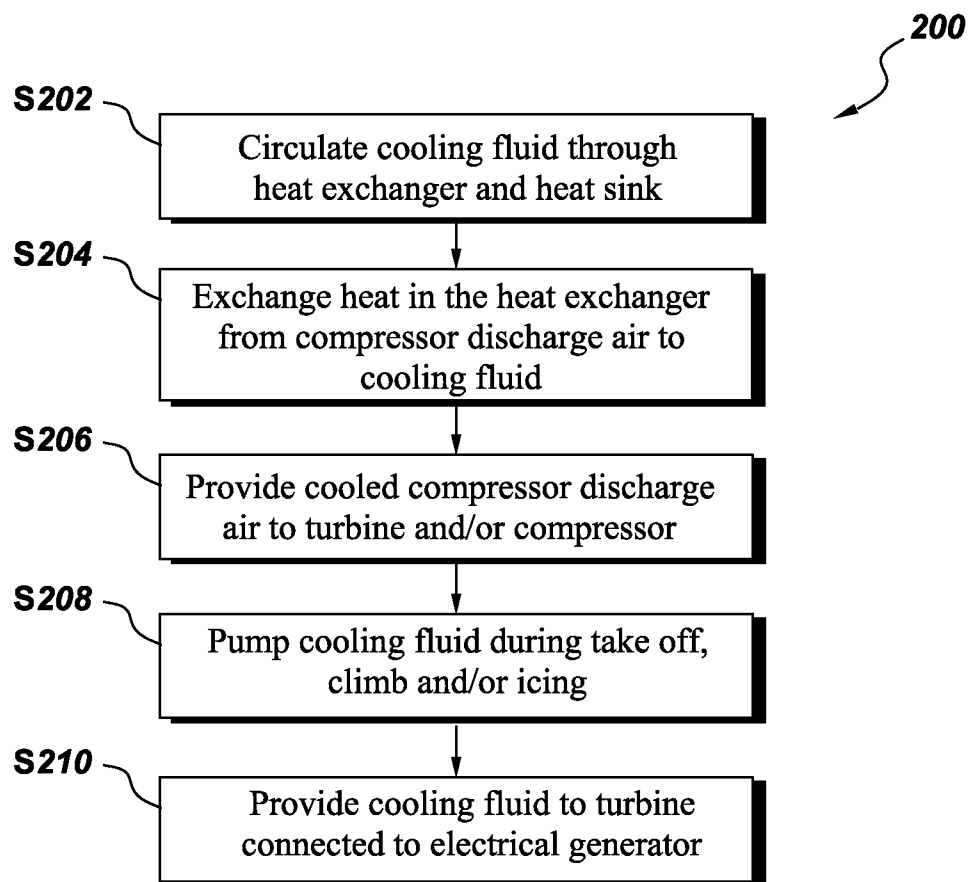 200
S202
Circulate cooling fluid through
heat exchanger and heat sink
S204
Exchange heat in the heat exchanger
from compressor discharge air to
cooling fluid
S206
Provide cooled compressor discharge
air to turbine and/or compressor
S208
Pump cooling fluid during take off,
climb and/or icing
S210
Provide cooling fluid to turbine
connected to electrical generator